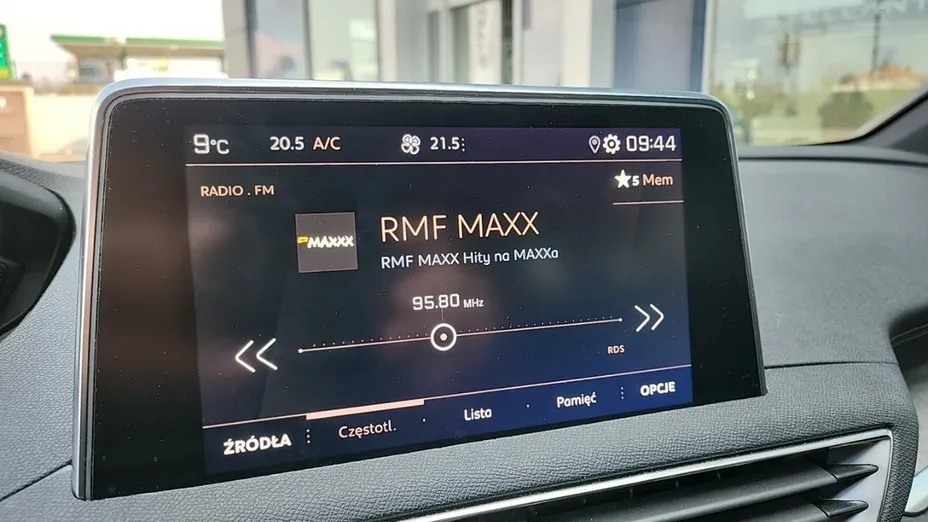 9°C 20.5 A/C 21.5 09:44
RADIO . FM
5 Mem
MAXXX
RMF MAXX
RMF MAXX Hity na MAXXa
95.80 MHz
RDS
ŹRÓDŁA Częstotl. Lista Pamięć OPCJE